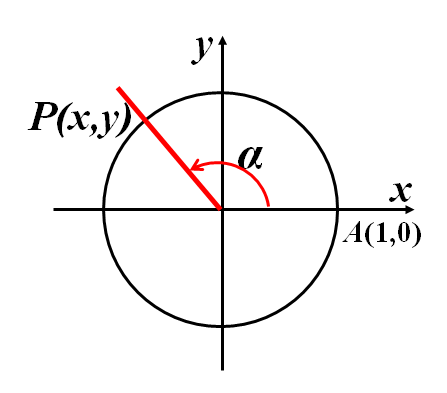 y
P(x,y)
α
x
A(1,0)